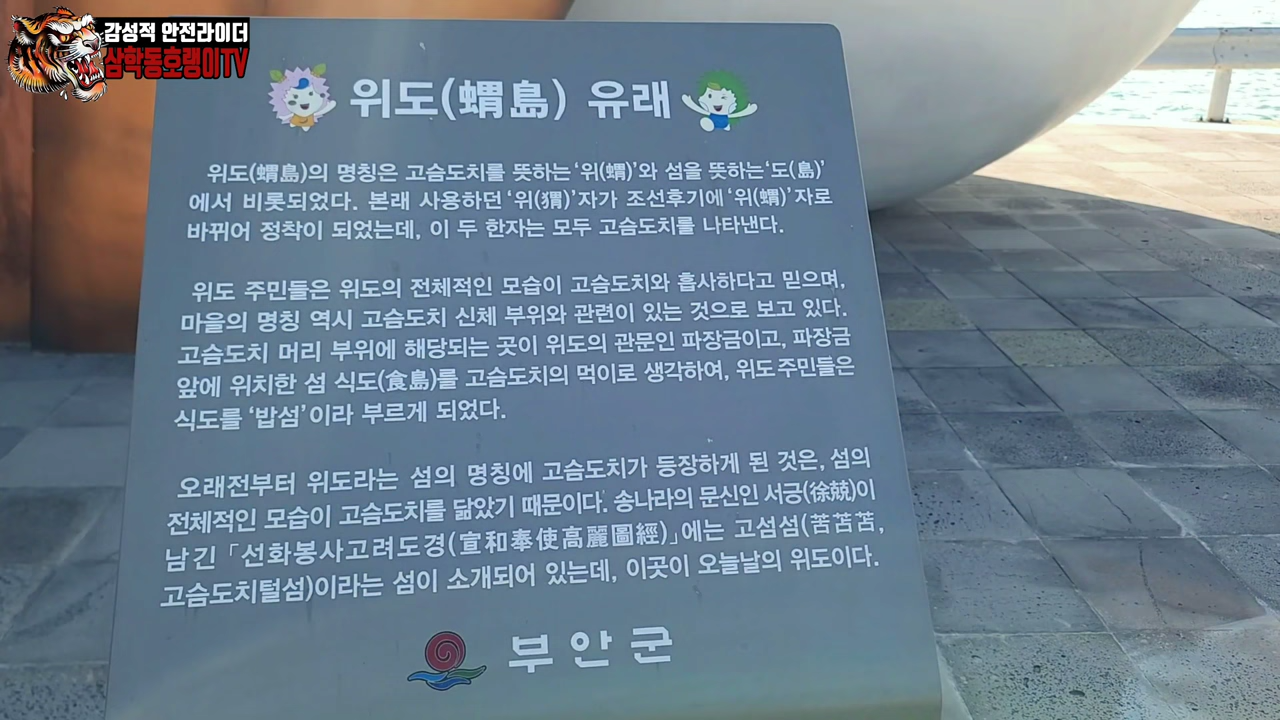 감성적 안전라이더
삼학동호랭이TV
위도(蝟島) 유래
위도(蝟島)의 명칭은 고슴도치를 뜻하는 ‘위(蝟)’와 섬을 뜻하는 ‘도(島)’
에서 비롯되었다. 본래 사용하던 ‘위(猬)’자가 조선후기에 ‘위(蝟)’자로
바뀌어 정착이 되었는데, 이 두 한자는 모두 고슴도치를 나타낸다.
위도 주민들은 위도의 전체적인 모습이 고슴도치와 흡사하다고 믿으며,
마을의 명칭 역시 고슴도치 신체 부위와 관련이 있는 것으로 보고 있다.
고슴도치 머리 부위에 해당되는 곳이 위도의 관문인 파장금이고, 파장금
앞에 위치한 섬 식도(食島)를 고슴도치의 먹이로 생각하여, 위도주민들은
식도를 ‘밥섬’이라 부르게 되었다.
오래전부터 위도라는 섬의 명칭에 고슴도치가 등장하게 된 것은, 섬의
전체적인 모습이 고슴도치를 닮았기 때문이다. 송나라의 문신인 서긍(徐兢)이
남긴 「선화봉사고려도경(宣和奉使高麗圖經)」에는 고섬섬(苦苫苫,
고슴도치털섬)이라는 섬이 소개되어 있는데, 이곳이 오늘날의 위도이다.
부안군